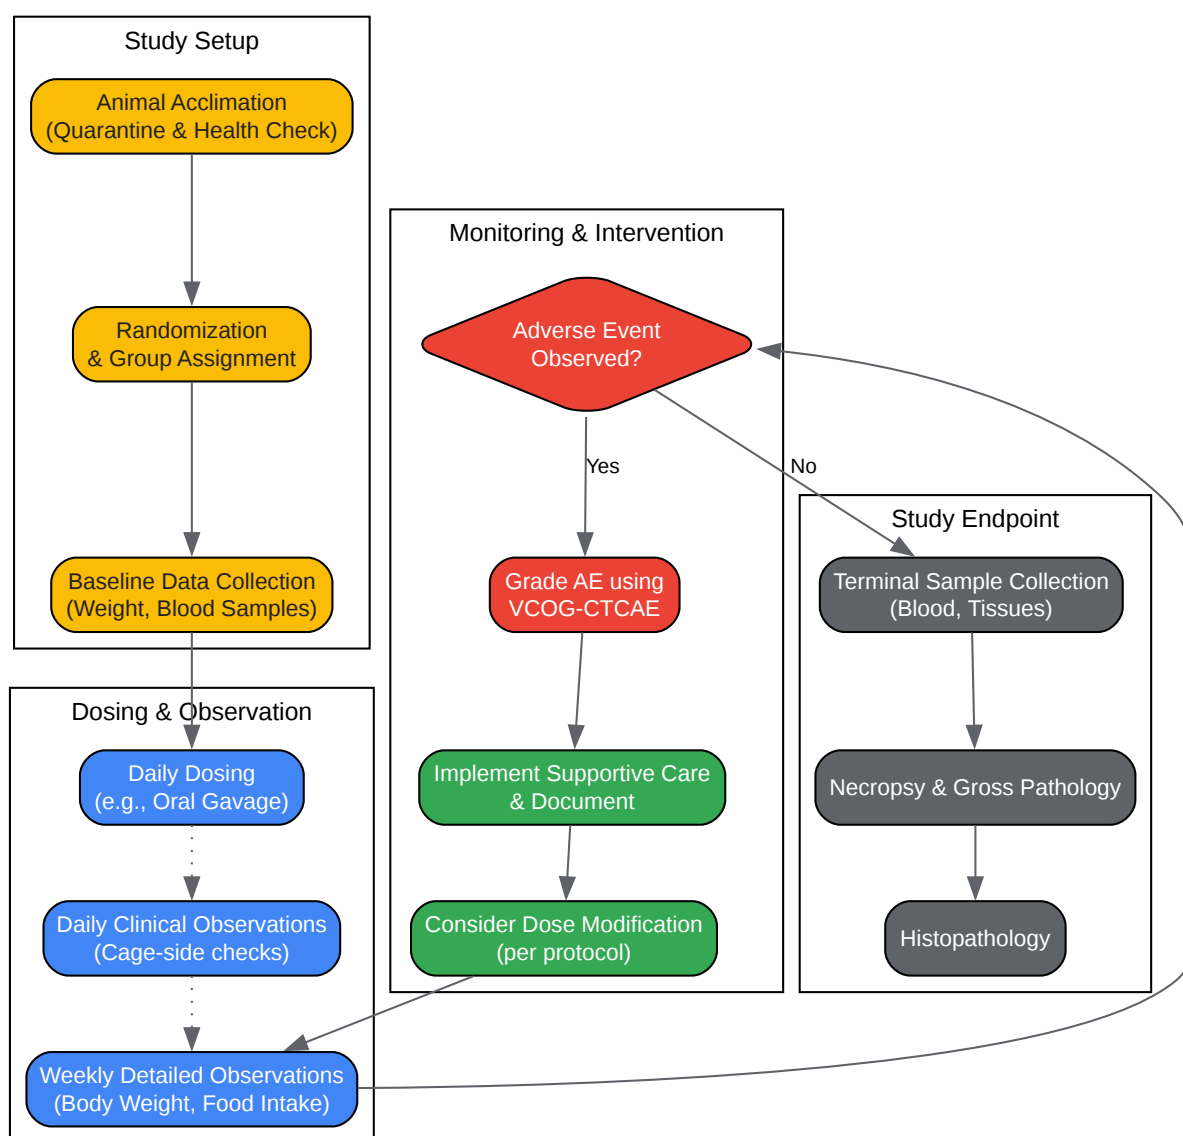 Study Setup
Animal Acclimation
(Quarantine & Health Check)
Randomization
& Group Assignment
Baseline Data Collection
(Weight, Blood Samples)
Dosing & Observation
Daily Dosing
(e.g., Oral Gavage)
Daily Clinical Observations
(Cage-side checks)
Weekly Detailed Observations
(Body Weight, Food Intake)
Monitoring & Intervention
Adverse Event
Observed?
Yes
No
Grade AE using
VCOG-CTCAE
Implement Supportive Care
& Document
Consider Dose Modification
(per protocol)
Study Endpoint
Terminal Sample Collection
(Blood, Tissues)
Necropsy & Gross Pathology
Histopathology